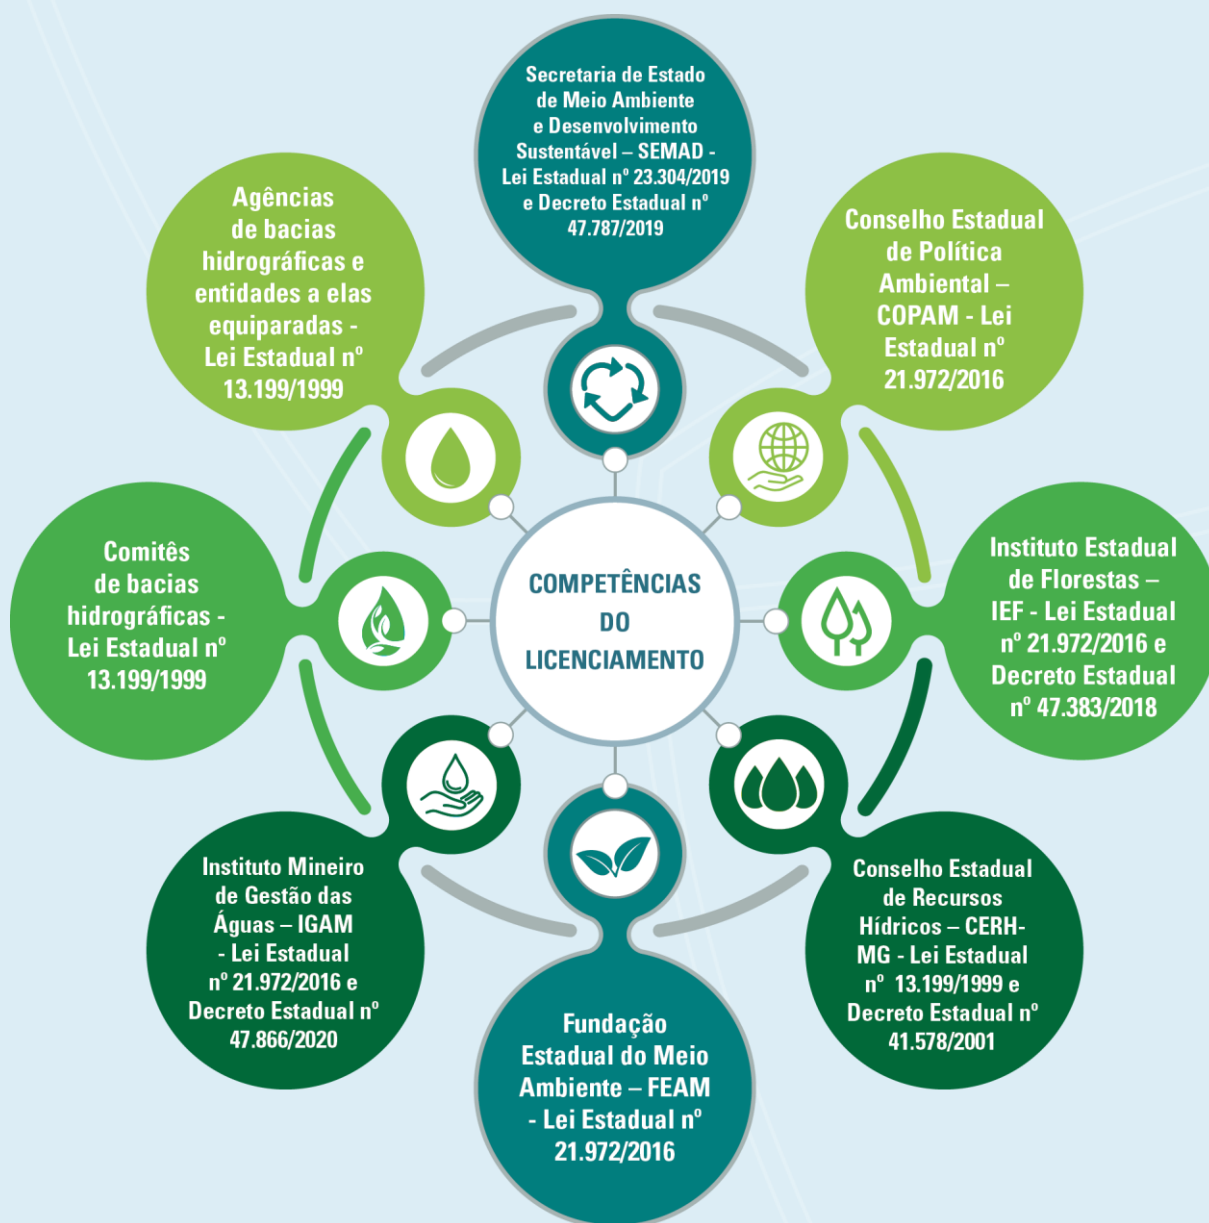 Secretaria de Estado
de Meio Ambiente
e Desenvolvimento
Sustentável – SEMAD -
Lei Estadual nº 23.304/2019
e Decreto Estadual nº
47.787/2019
Conselho Estadual
de Política
Ambiental –
COPAM - Lei
Estadual nº
21.972/2016
Instituto Estadual
de Florestas –
IEF - Lei Estadual
nº 21.972/2016 e
Decreto Estadual
nº 47.383/2018
Conselho Estadual
de Recursos
Hídricos – CERH-
MG - Lei Estadual
nº 13.199/1999 e
Decreto Estadual nº
41.578/2001
Fundação
Estadual do Meio
Ambiente – FEAM
- Lei Estadual nº
21.972/2016
Instituto Mineiro
de Gestão das
Águas – IGAM
- Lei Estadual
nº 21.972/2016 e
Decreto Estadual nº
47.866/2020
Comitês
de bacias
hidrográficas -
Lei Estadual nº
13.199/1999
Agências
de bacias
hidrográficas e
entidades a elas
equiparadas -
Lei Estadual nº
13.199/1999
COMPETÊNCIAS
DO
LICENCIAMENTO